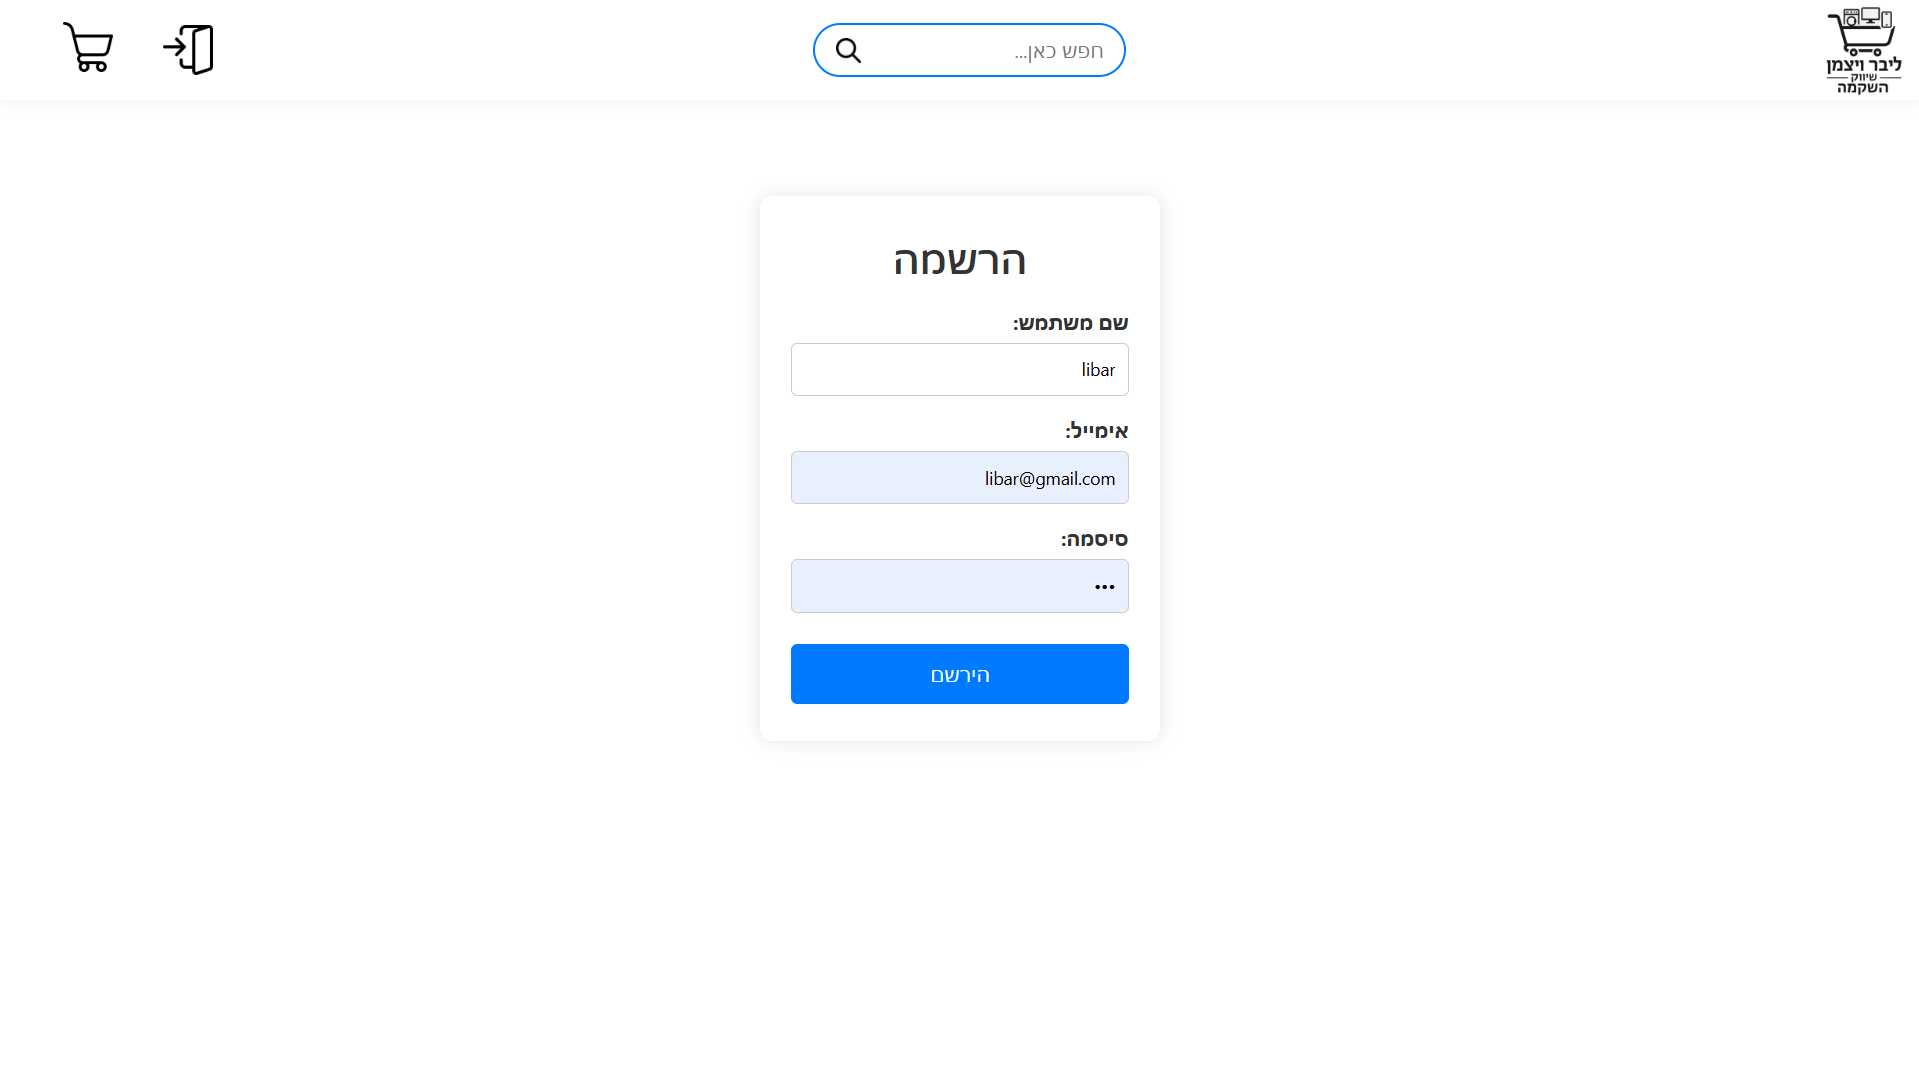 ליבר ויצמן
שיווק
השקמה
חפש כאן...
הרשמה
שם משתמש:
libar
אימייל:
libar@gmail.com
סיסמה:
•••
הירשם